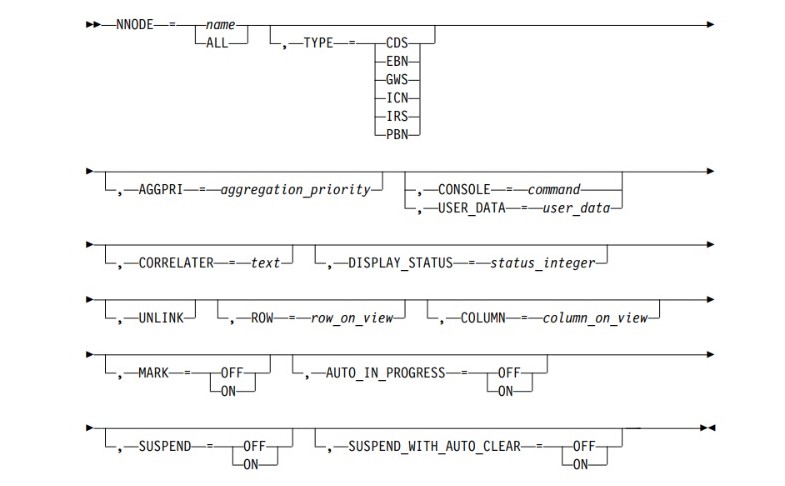 NNODE = name
ALL
, TYPE = CDS
EBN
GWS
ICN
IRS
PBN
, AGGPRI = aggregation_priority , CONSOLE = command
, USER_DATA = user_data
, CORRELATER = text , DISPLAY_STATUS = status_integer
, UNLINK , ROW = row_on_view , COLUMN = column_on_view
, MARK = OFF , AUTO_IN_PROGRESS = OFF
ON ON
, SUSPEND = OFF , SUSPEND_WITH_AUTO_CLEAR = OFF
ON ON